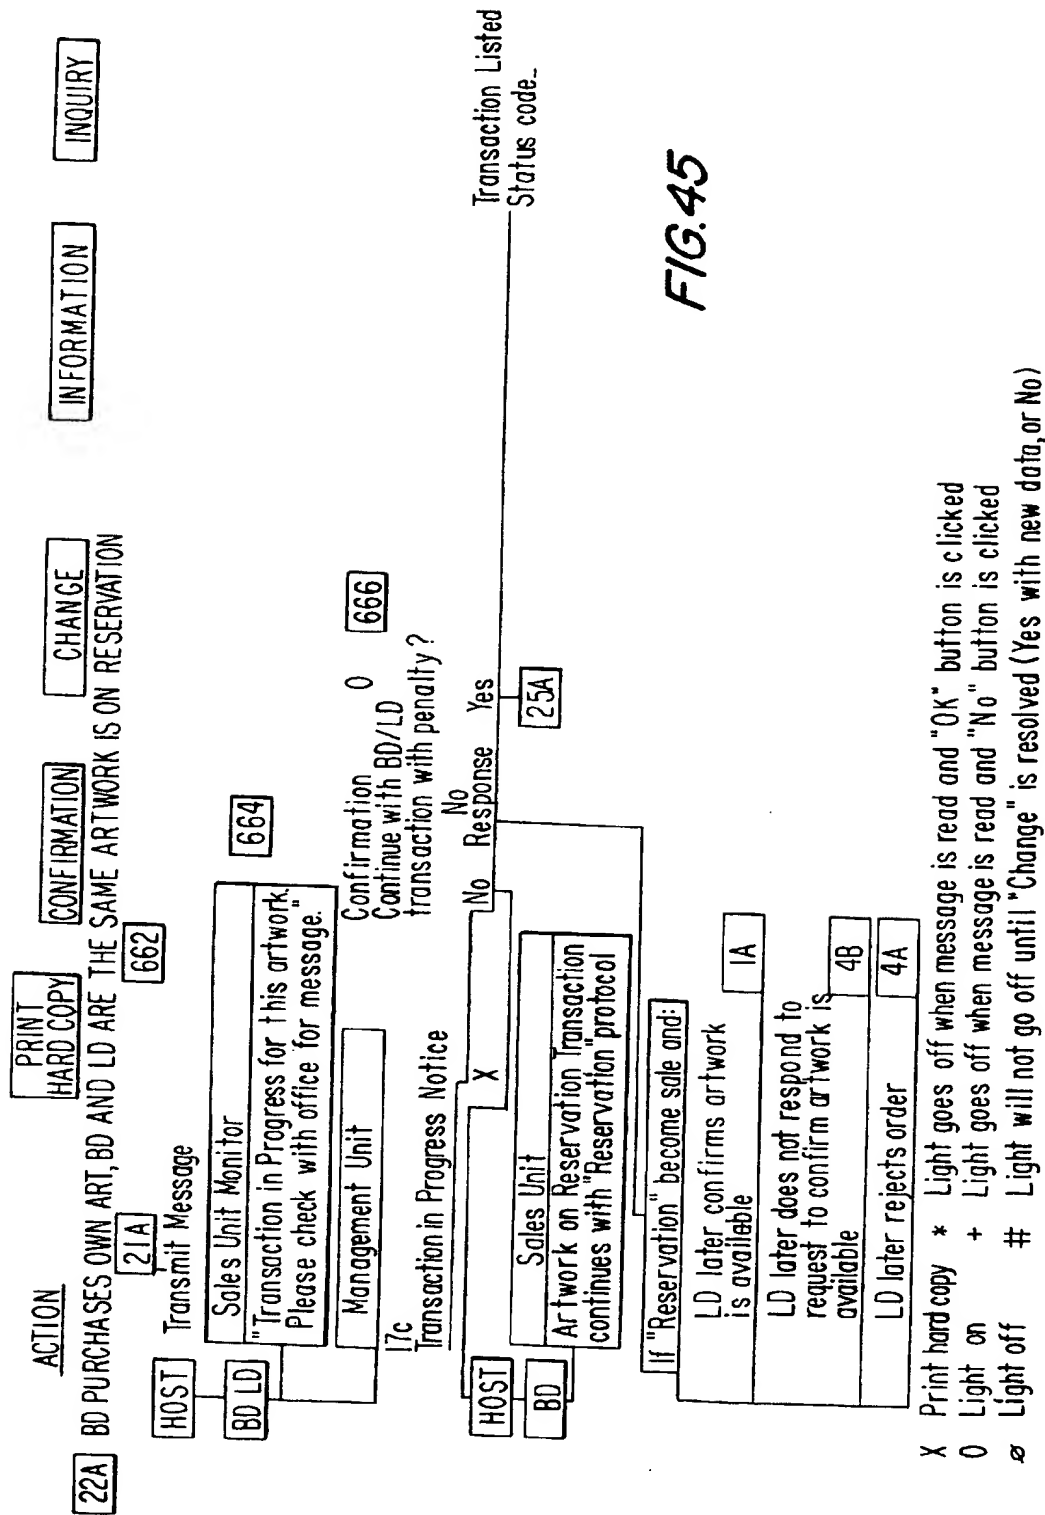 ACTION
PRINT
HARD COPY
CONFIRMATION
CHANGE
INFORMATION
INQUIRY
22A
BD PURCHASES OWN ART, BD AND LD ARE THE SAME ARTWORK IS ON RESERVATION
21A
662
HOST
Transmit Message
BD LD
Sales Unit Monitor
"Transaction in Progress for this artwork.
Please check with office for message."
664
Management Unit
17c
Transaction in Progress Notice
Confirmation O
Continue with BD/LD
transaction with penalty?
666
HOST
X
No
No
Response
Yes
Transaction Listed
Status code_
25A
BD
Sales Unit
Artwork on Reservation Transaction
continues with "Reservation" protocol
If "Reservation" become sale and:
LD later confirms artwork
is available
1A
LD later does not respond to
request to confirm artwork is
available
4B
LD later rejects order
4A
X Print hard copy * Light goes off when message is read and "OK" button is clicked
O Light on + Light goes off when message is read and "No" button is clicked
ø Light off # Light will not go off until "Change" is resolved (Yes with new data, or No)
FIG.45